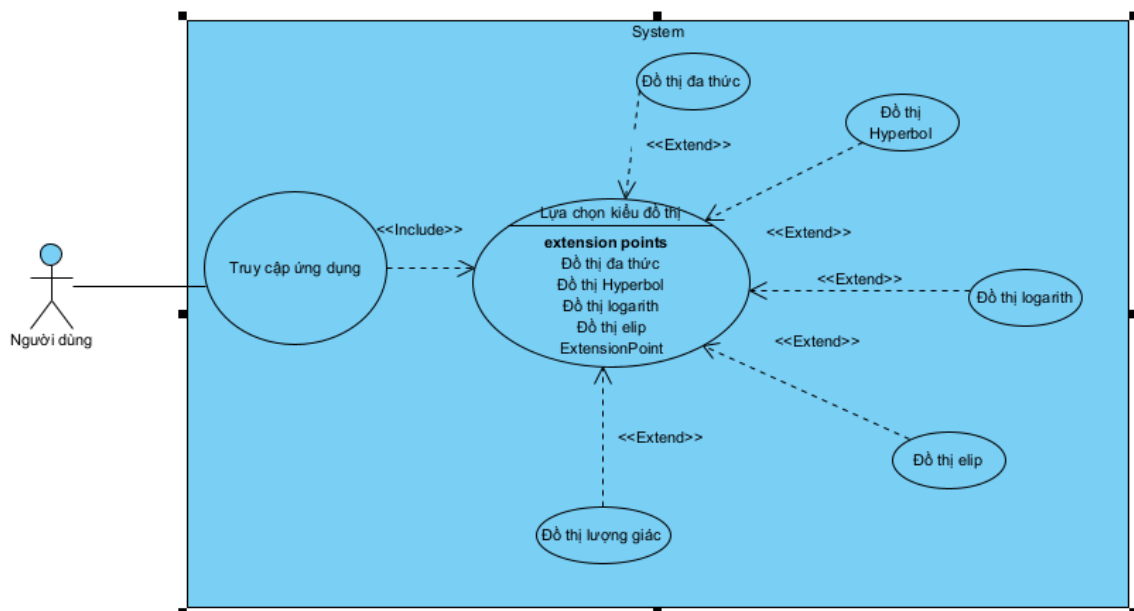 System
Đồ thị đa thức
<<Extend>>
Đồ thị
Hyperbol
<<Include>>
Lựa chọn kiểu đồ thị
<<Extend>>
extension points
Đồ thị đa thức
Đồ thị Hyperbol
Đồ thị logarith
Đồ thị elip
ExtensionPoint
Truy cập ứng dụng
<<Extend>>
Đồ thị logarith
Người dùng
<<Extend>>
<<Extend>>
Đồ thị elip
Đồ thị lượng giác